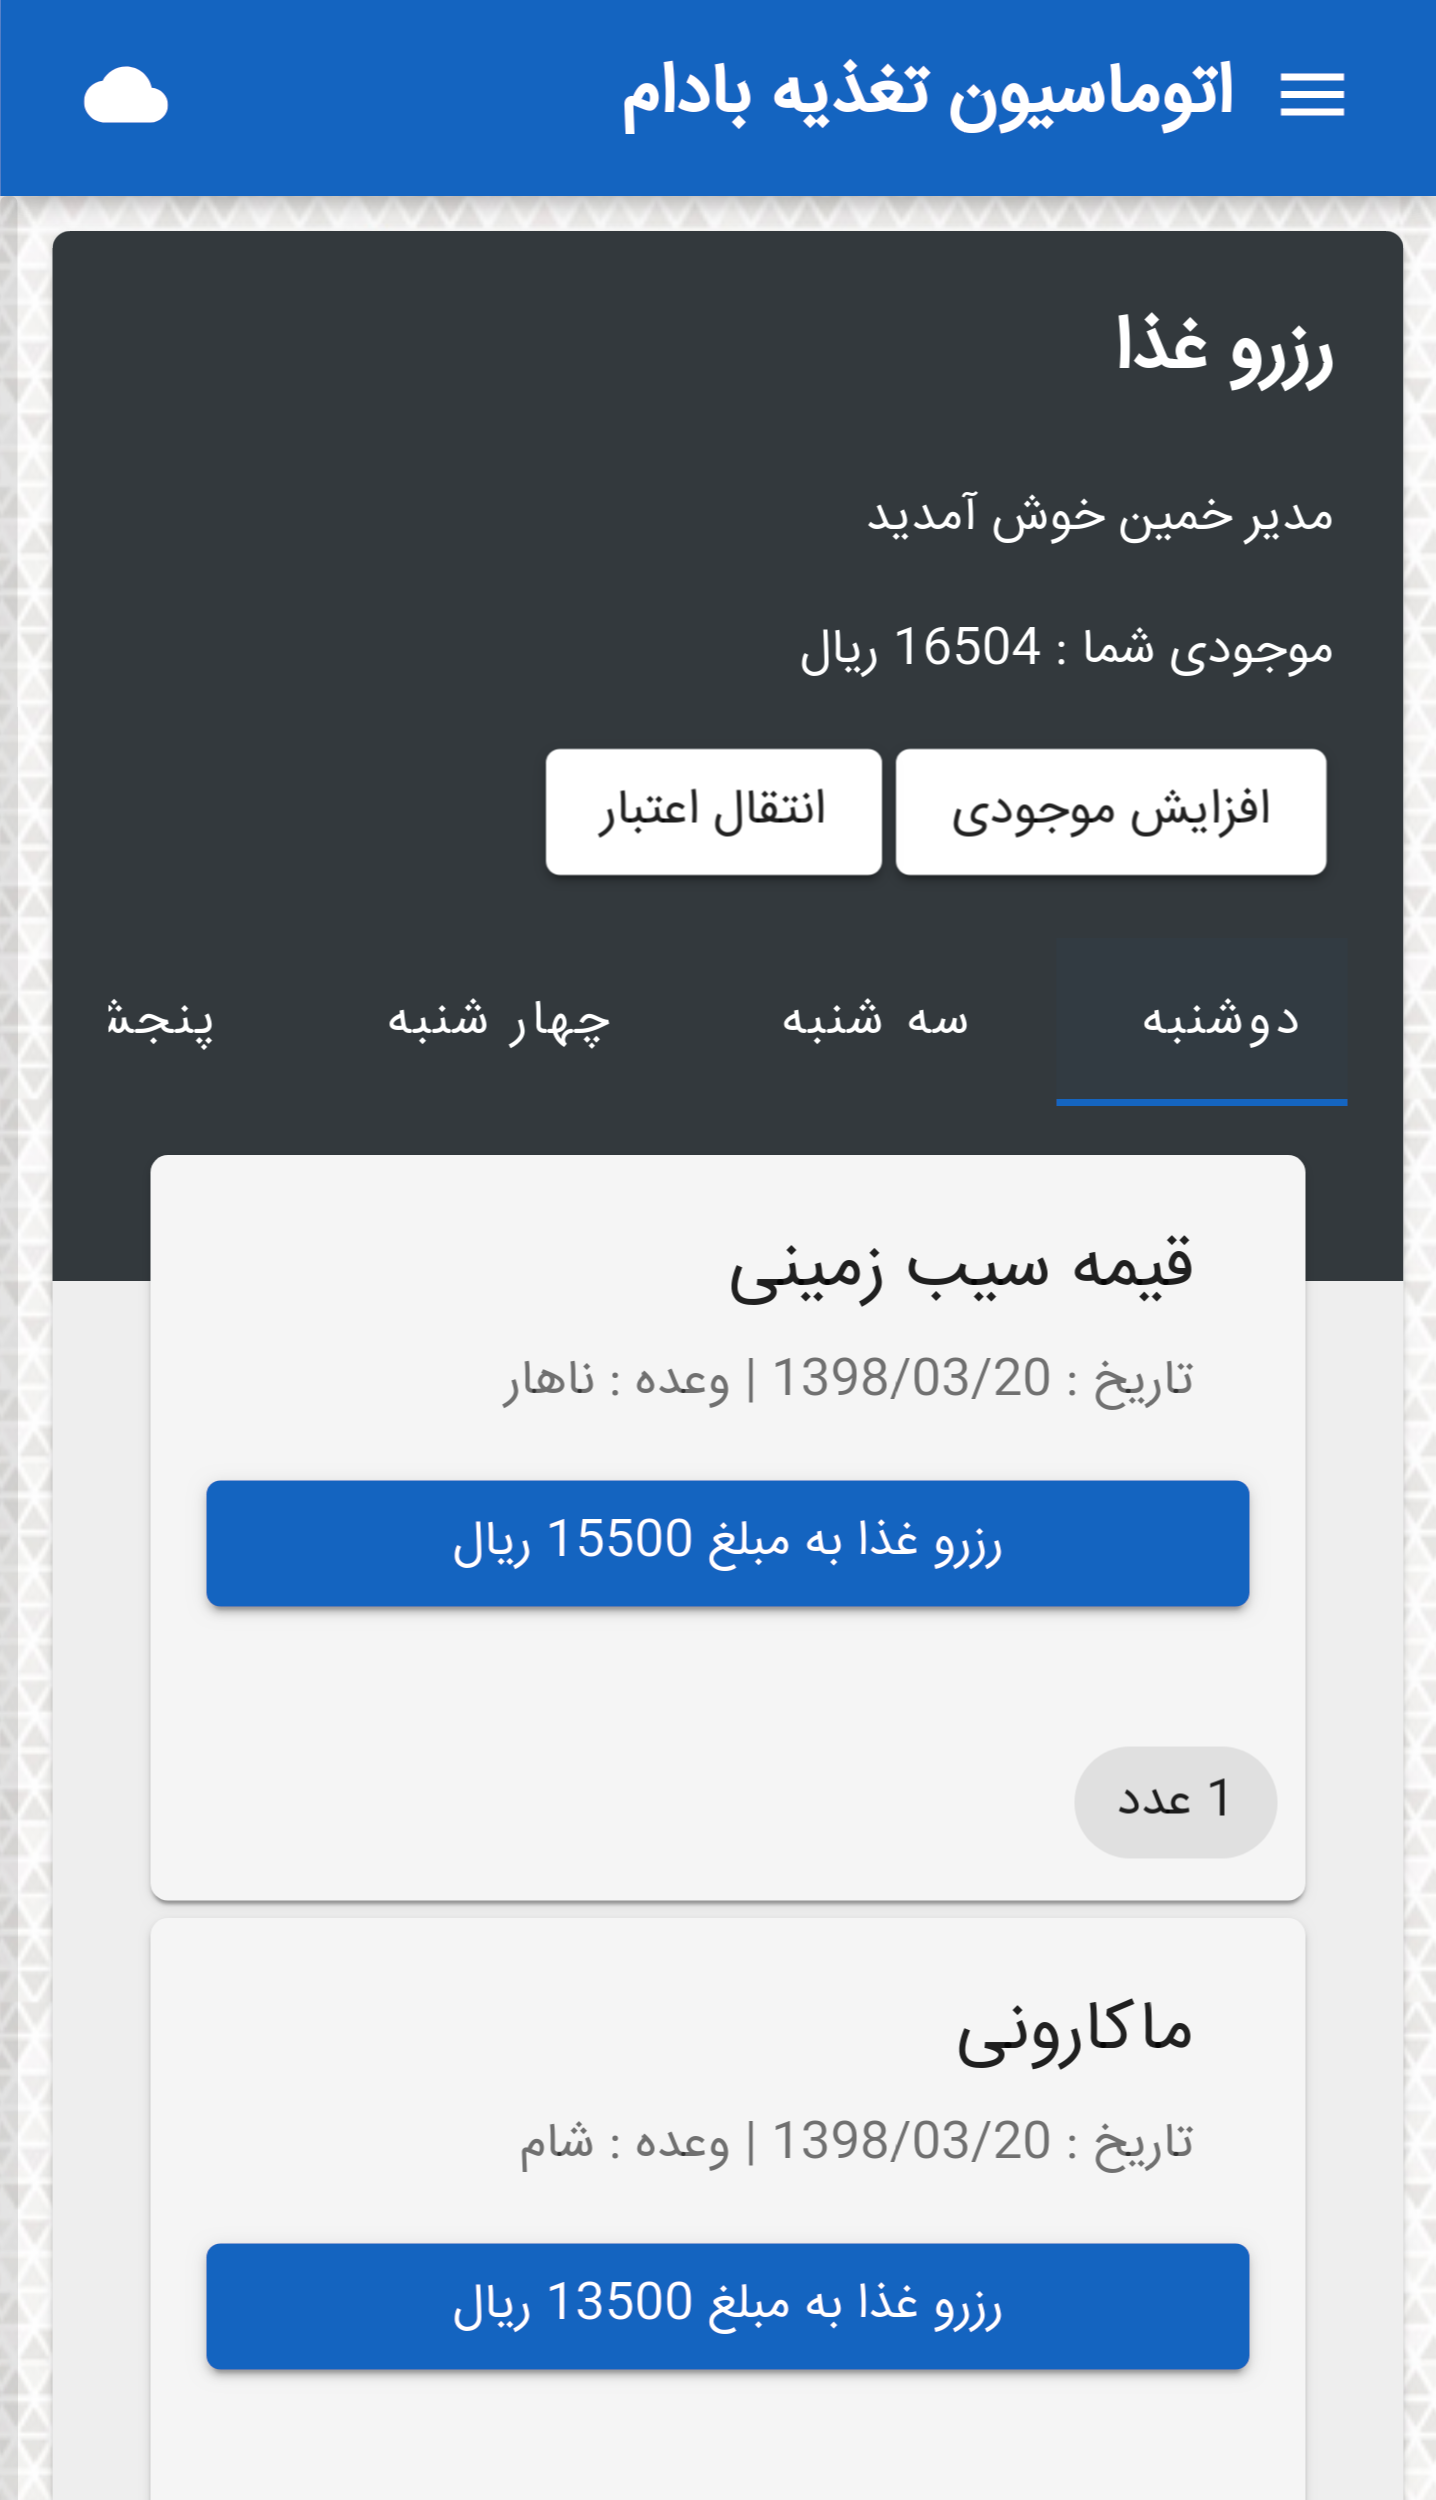 اتوماسیون تغذیه بادام
رزرو غذا
مدیر خمین خوش آمدید
موجودی شما : 16504 ریال
افزایش موجودی
انتقال اعتبار
دوشنبه
سه شنبه
چهار شنبه
پنجش
قیمه سیب زمینی
تاریخ : 1398/03/20 | وعده : ناهار
رزرو غذا به مبلغ 15500 ریال
1 عدد
ماکارونی
تاریخ : 1398/03/20 | وعده : شام
رزرو غذا به مبلغ 13500 ریال